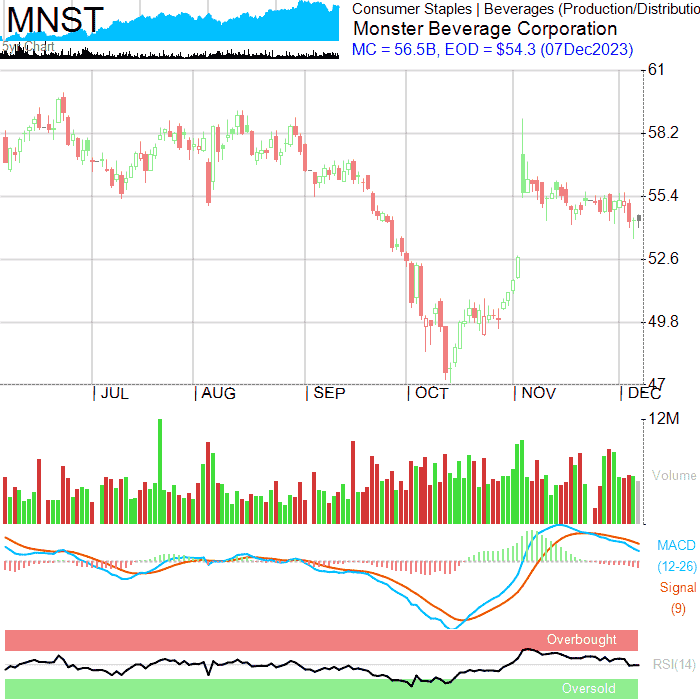 MNST
Consumer Staples | Beverages (Production/Distributio
Monster Beverage Corporation
MC = 56.5B, EOD = $54.3 (07Dec2023)
Chart
61
58.2
55.4
52.6
49.8
47
JUL AUG SEP OCT NOV DEC
12M
Volume
MACD
(12-26)
Signal
(9)
Overbought
RSI(14)
Oversold